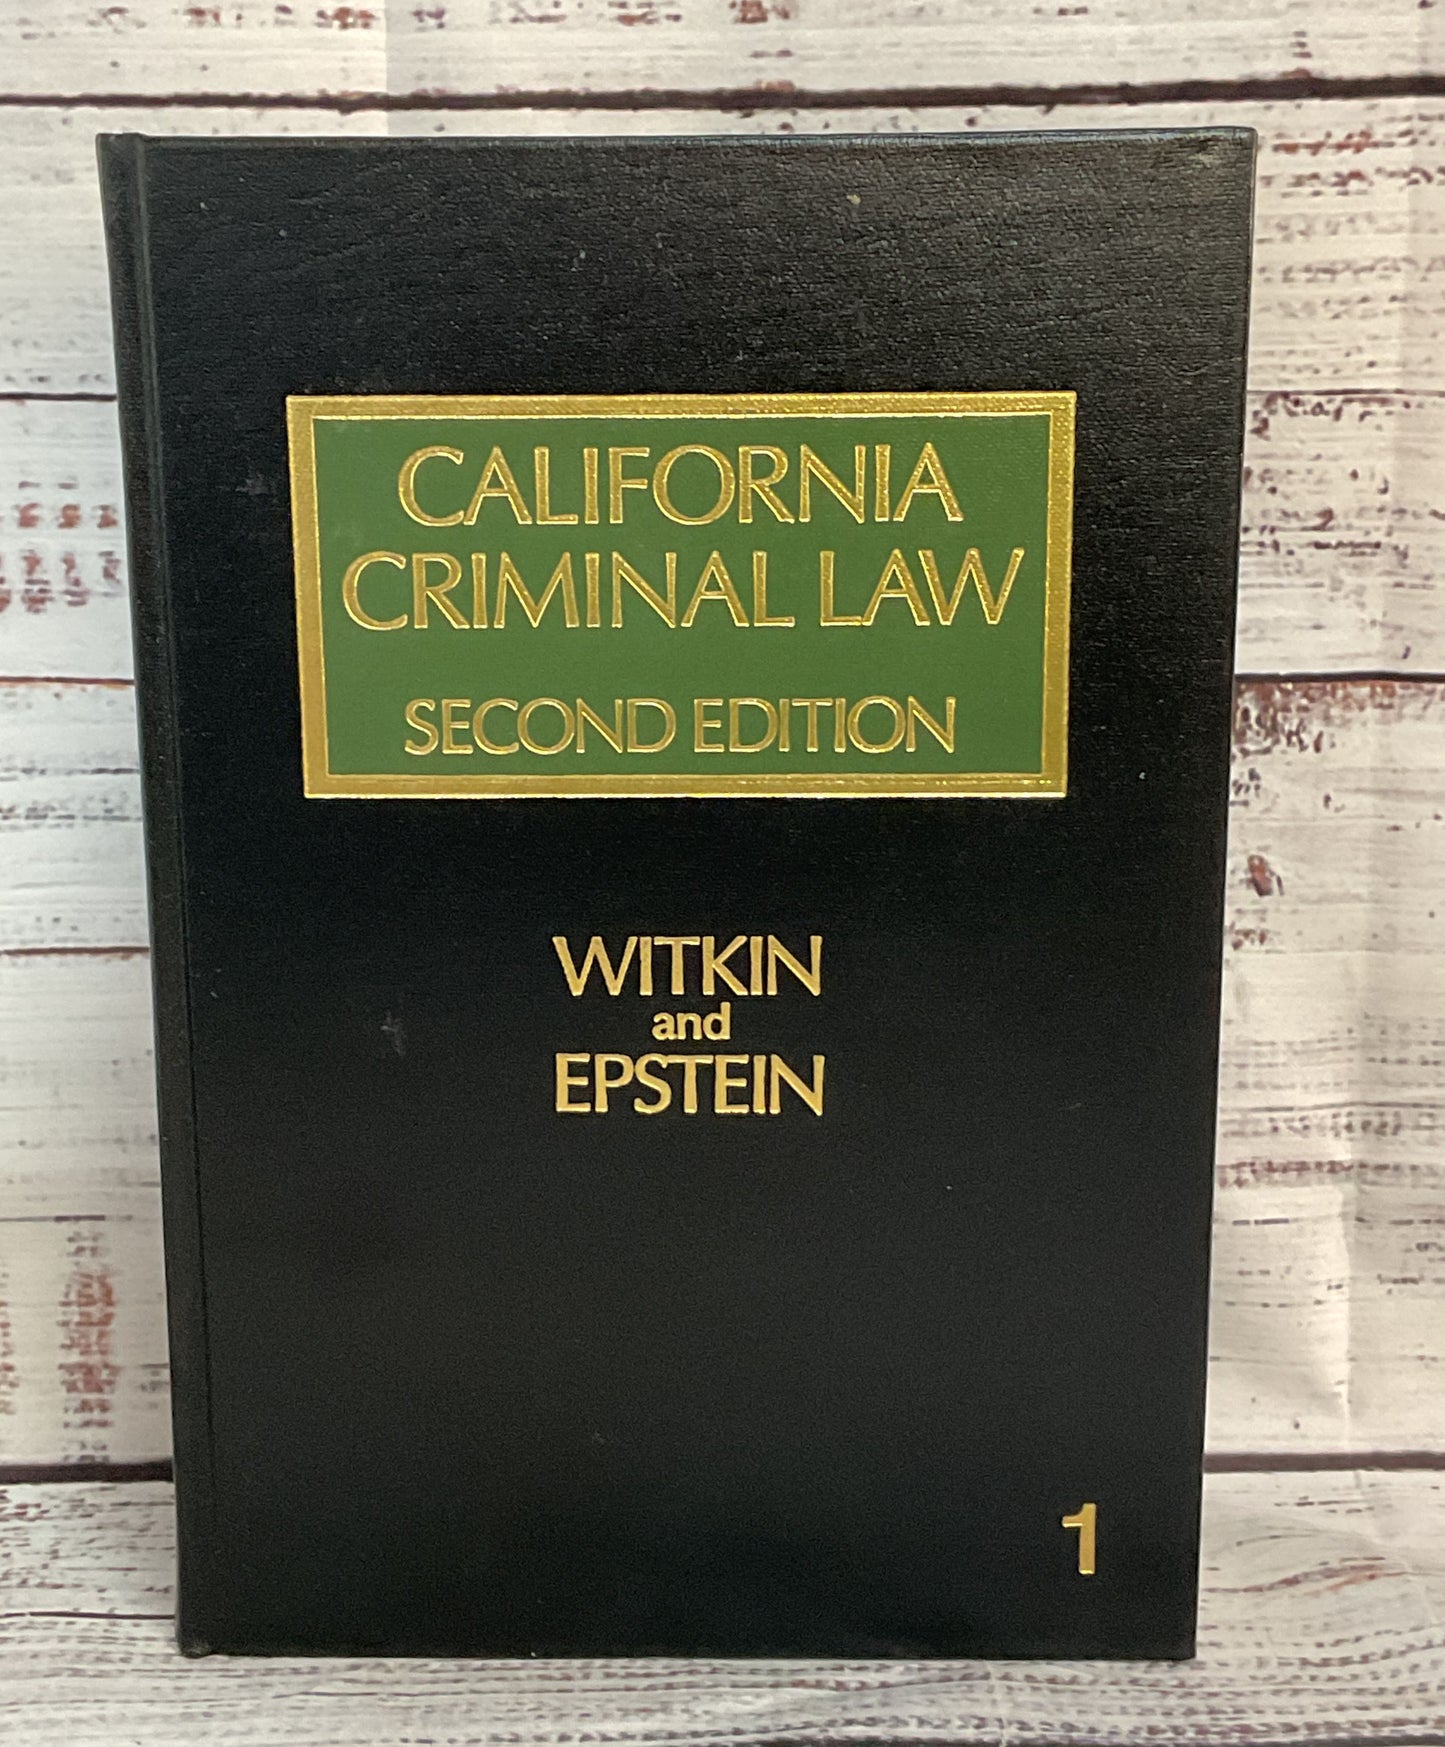 CALIFORNIA
CRIMINAL LAW
SECOND EDITION
WITKIN
and
EPSTEIN
1